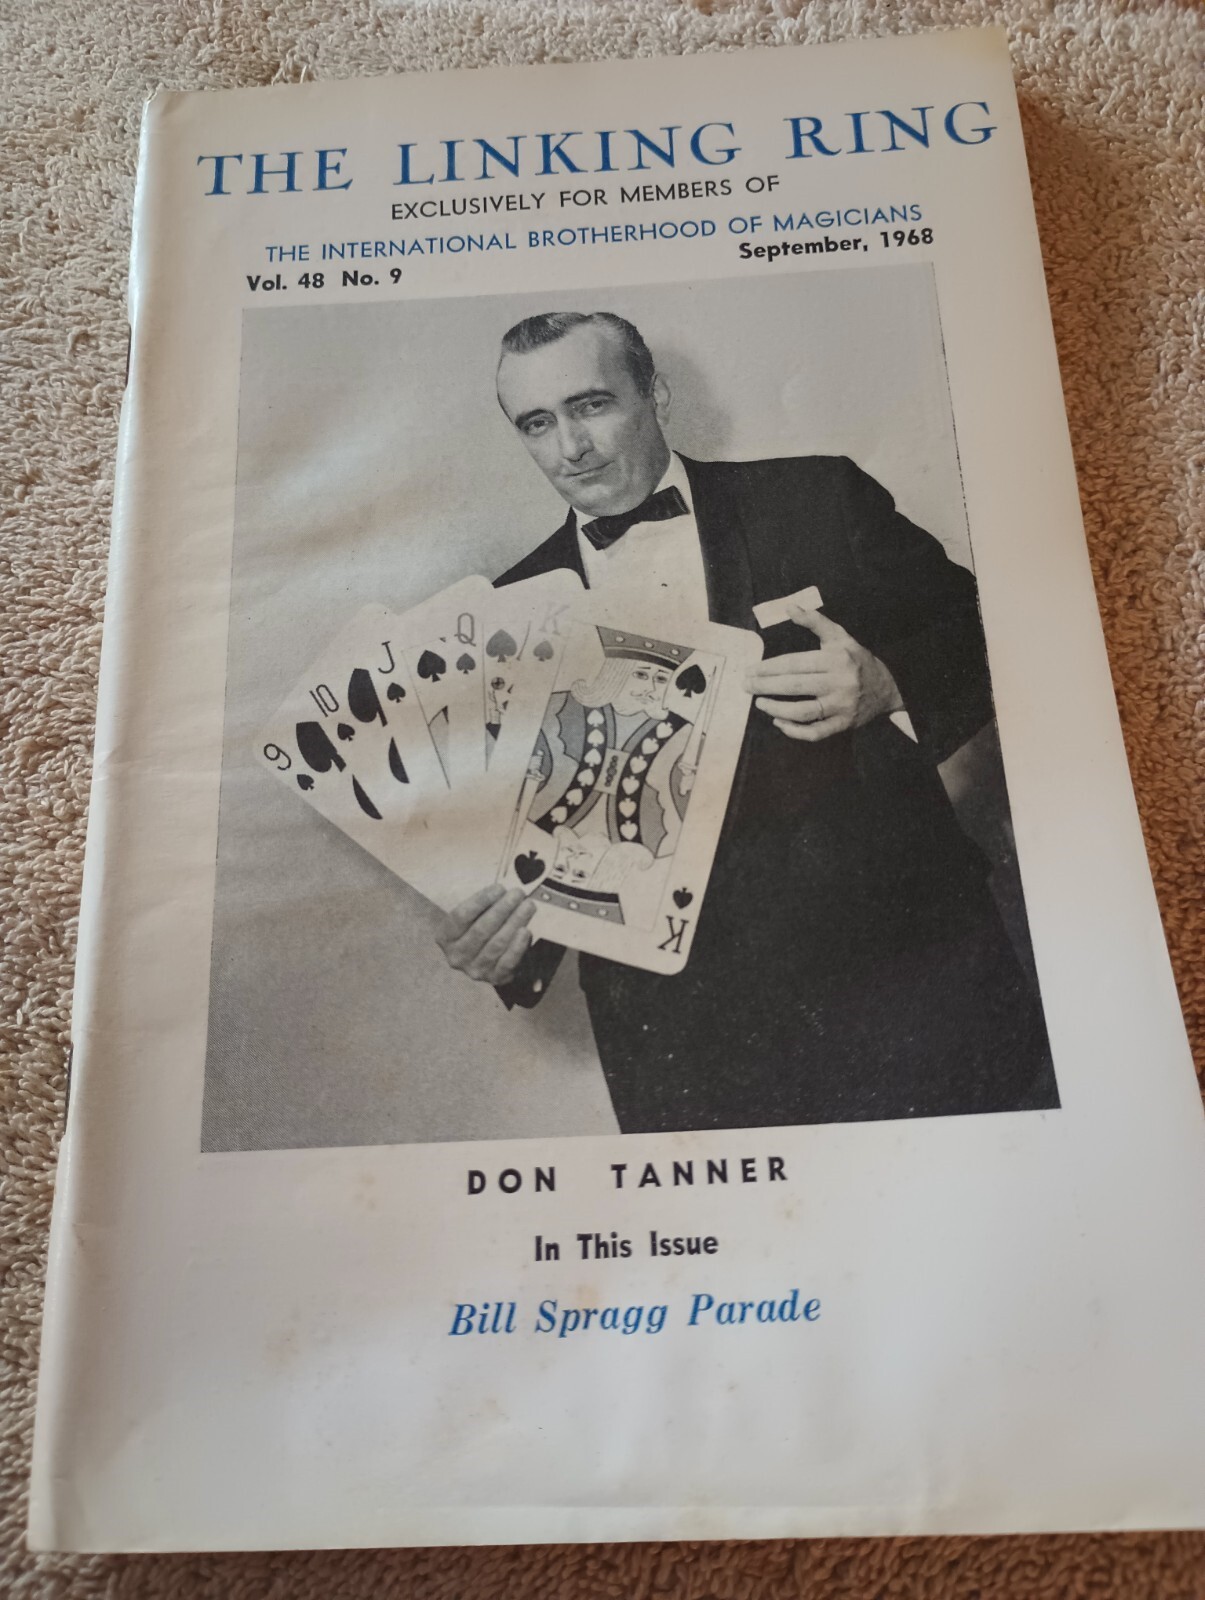 THE LINKING RING
EXCLUSIVELY FOR MEMBERS OF
THE INTERNATIONAL BROTHERHOOD OF MAGICIANS
Vol. 48 No. 9
September, 1968
9
10
J
Q
K
K
DON TANNER
In This Issue
Bill Spragg Parade